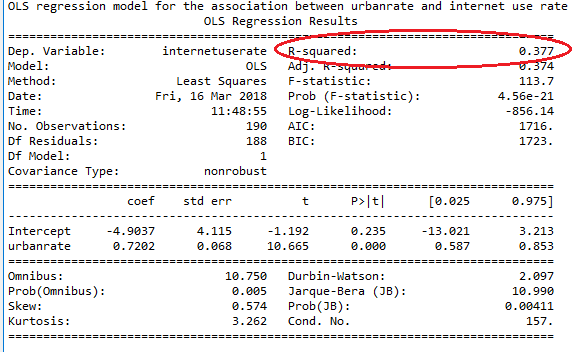 OLS regression model for the association between urbanrate and internet use rate
OLS Regression Results
==============================================================================
Dep. Variable: internetuserate R-squared: 0.377
Model: OLS Adj. R-squared: 0.374
Method: Least Squares F-statistic: 113.7
Date: Fri, 16 Mar 2018 Prob (F-statistic): 4.56e-21
Time: 11:48:55 Log-Likelihood: -856.14
No. Observations: 190 AIC: 1716.
Df Residuals: 188 BIC: 1723.
Df Model: 1
Covariance Type: nonrobust
==============================================================================
coef std err t P>|t| [0.025 0.975]
------------------------------------------------------------------------------
Intercept -4.9037 4.115 -1.192 0.235 -13.021 3.213
urbanrate 0.7202 0.068 10.665 0.000 0.587 0.853
==============================================================================
Omnibus: 10.750 Durbin-Watson: 2.097
Prob(Omnibus): 0.005 Jarque-Bera (JB): 10.990
Skew: 0.574 Prob(JB): 0.00411
Kurtosis: 3.262 Cond. No. 157.
==============================================================================